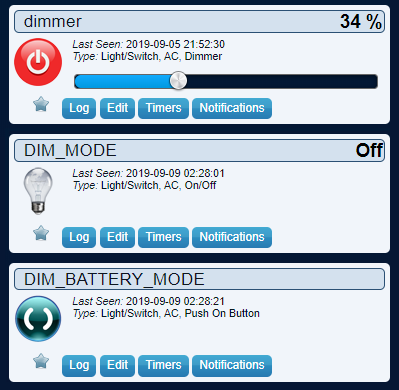 dimmer 34 %
Last Seen: 2019-09-05 21:52:30
Type: Light/Switch, AC, Dimmer
Log Edit Timers Notifications
DIM_MODE Off
Last Seen: 2019-09-09 02:28:01
Type: Light/Switch, AC, On/Off
Log Edit Timers Notifications
DIM_BATTERY_MODE
Last Seen: 2019-09-09 02:28:21
Type: Light/Switch, AC, Push On Button
Log Edit Timers Notifications